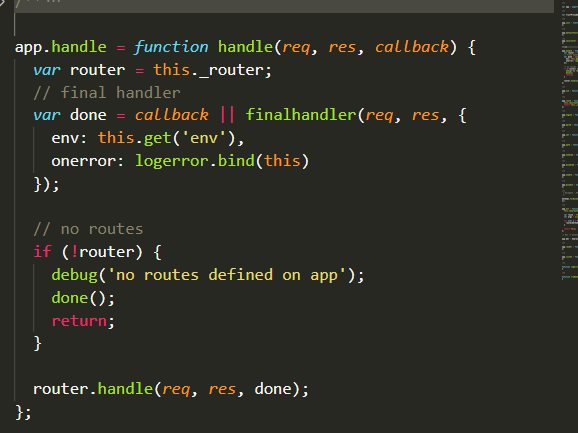 app.handle = function handle(req, res, callback) {
var router = this._router;
// final handler
var done = callback || finalhandler(req, res, {
env: this.get('env'),
onerror: logerror.bind(this)
});
// no routes
if (!router) {
debug('no routes defined on app');
done();
return;
}
router.handle(req, res, done);
};